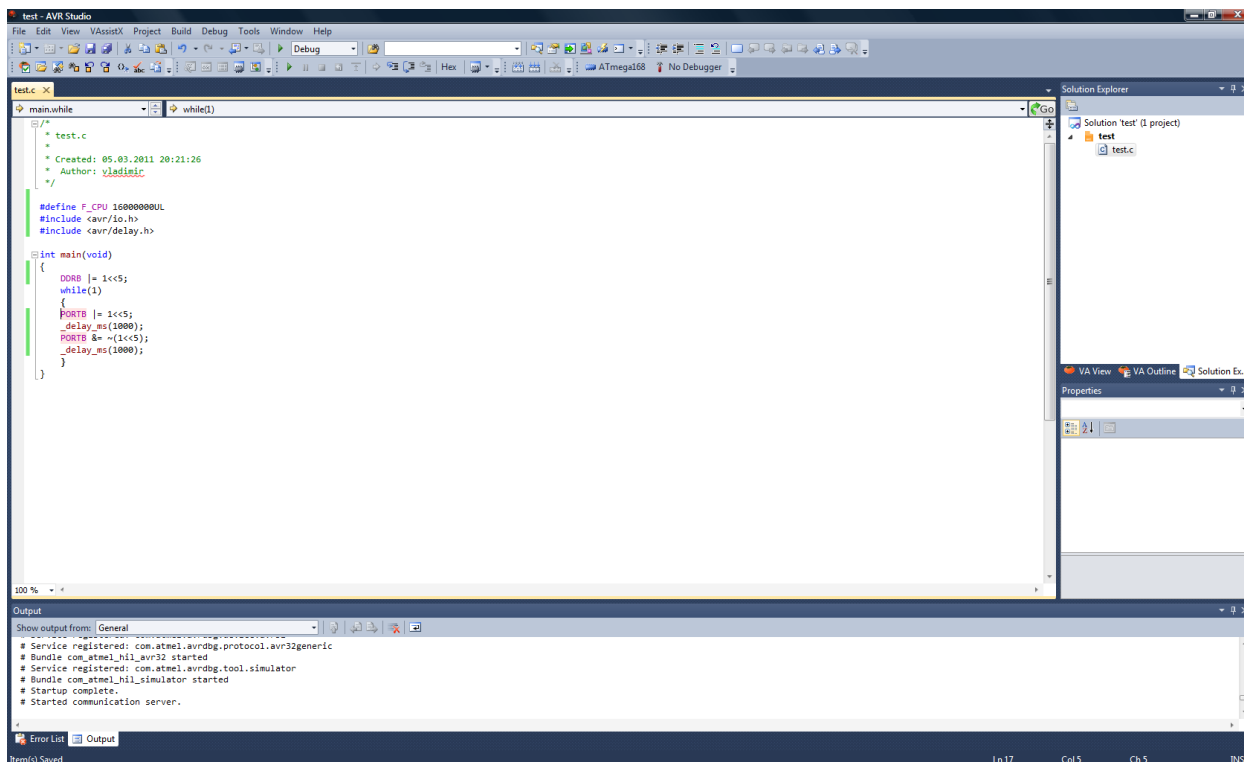 test - AVR Studio
File Edit View VAssistX Project Build Debug Tools Window Help
Debug
Hex ATmega168 No Debugger
test.c
main.while while(1) Go
/*
 * test.c
 *
 * Created: 05.03.2011 20:21:26
 *  Author: vladimir
 */
#define F_CPU 16000000UL
#include <avr/io.h>
#include <avr/delay.h>
int main(void)
{
    DDRB |= 1<<5;
    while(1)
    {
    PORTB |= 1<<5;
    _delay_ms(1000);
    PORTB &= ~(1<<5);
    _delay_ms(1000);
    }
}
100 %
Solution Explorer
Solution 'test' (1 project)
test
test.c
VA View VA Outline Solution Ex.
Properties
Output
Show output from: General
# Service registered: com.atmel.avrdbg.protocol.avr32generic
# Bundle com_atmel_hil_avr32 started
# Service registered: com.atmel.avrdbg.tool.simulator
# Bundle com_atmel_hil_simulator started
# Startup complete.
# Started communication server.
Error List Output
Item(s) Saved Ln 17 Col 5 Ch 5 INS